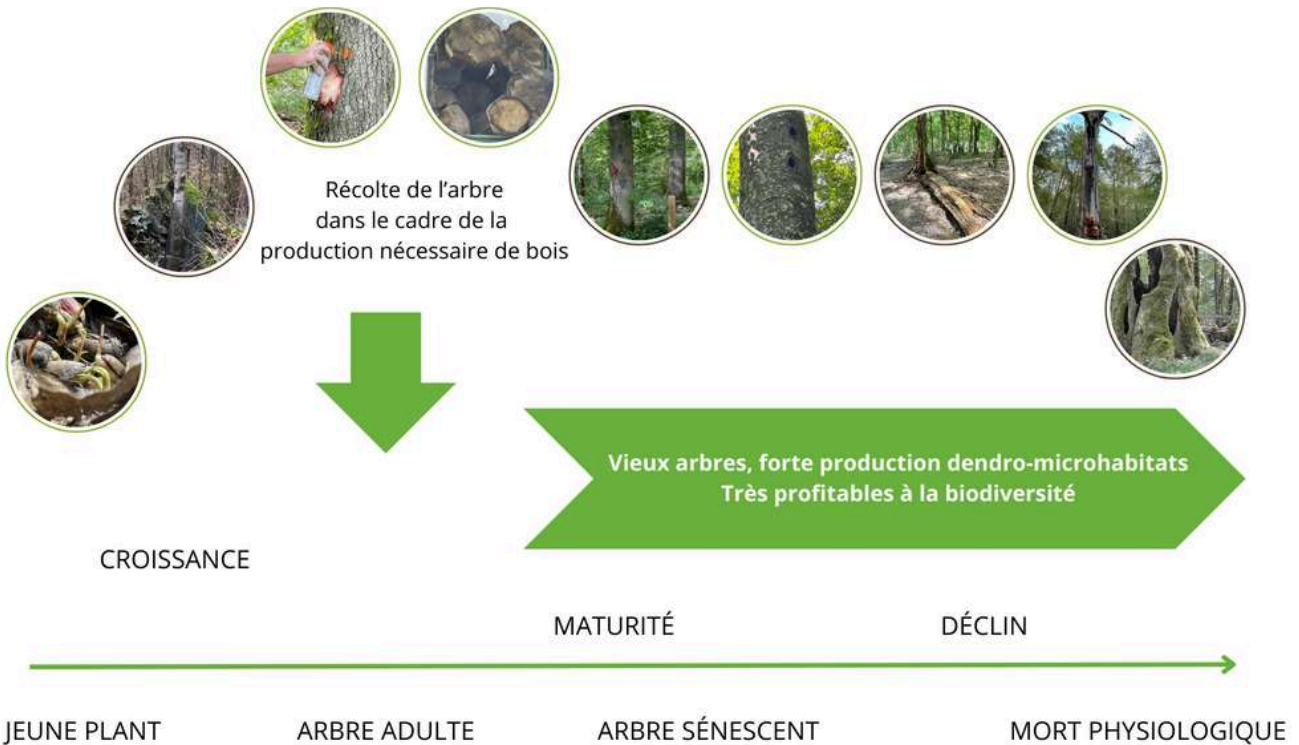 Récolte de l'arbre
dans le cadre de la
production nécessaire de bois
Vieux arbres, forte production dendro-microhabitats
Très profitables à la biodiversité
CROISSANCE
MATURITÉ
DÉCLIN
JEUNE PLANT
ARBRE ADULTE
ARBRE SÉNESCENT
MORT PHYSIOLOGIQUE